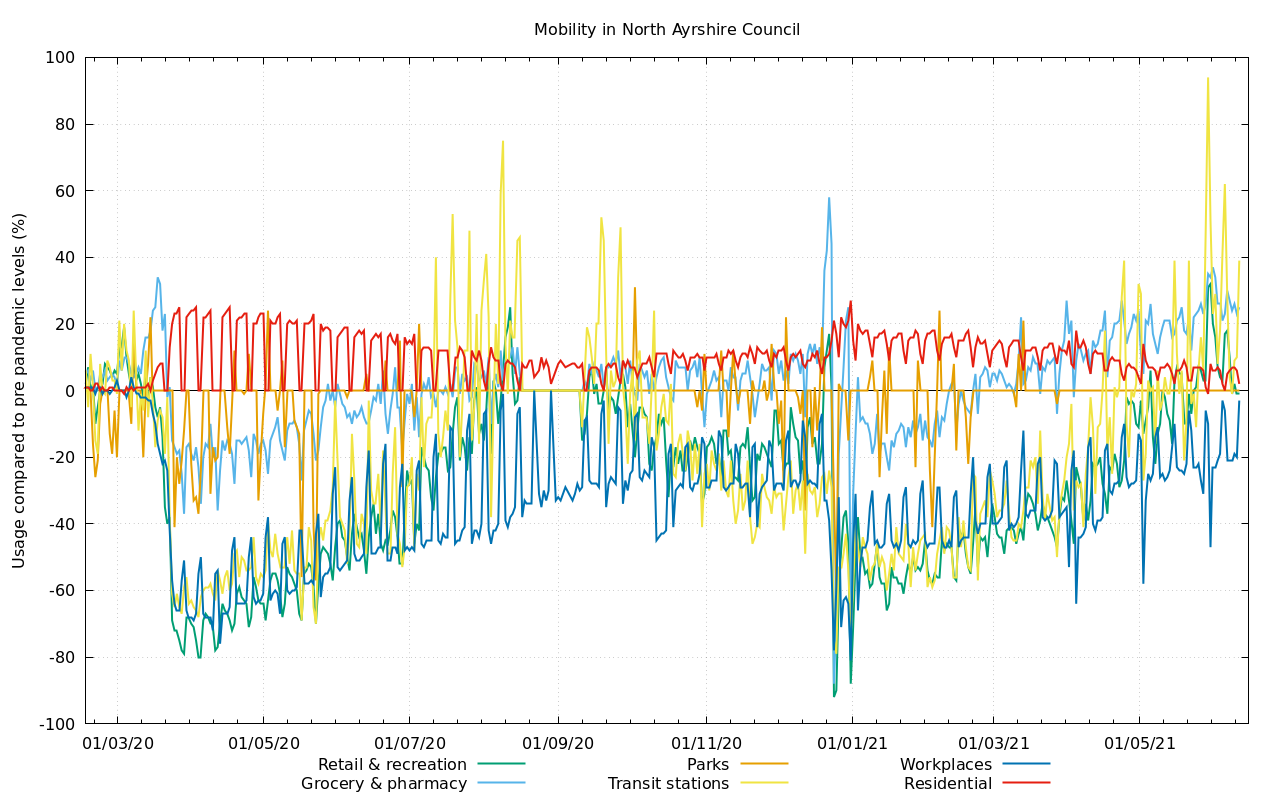 Mobility in North Ayrshire Council
Usage compared to pre pandemic levels (%)
100
80
60
40
20
0
-20
-40
-60
-80
-100
01/03/20 01/05/20 01/07/20 01/09/20 01/11/20 01/01/21 01/03/21 01/05/21
Retail & recreation Parks Workplaces
Grocery & pharmacy Transit stations Residential